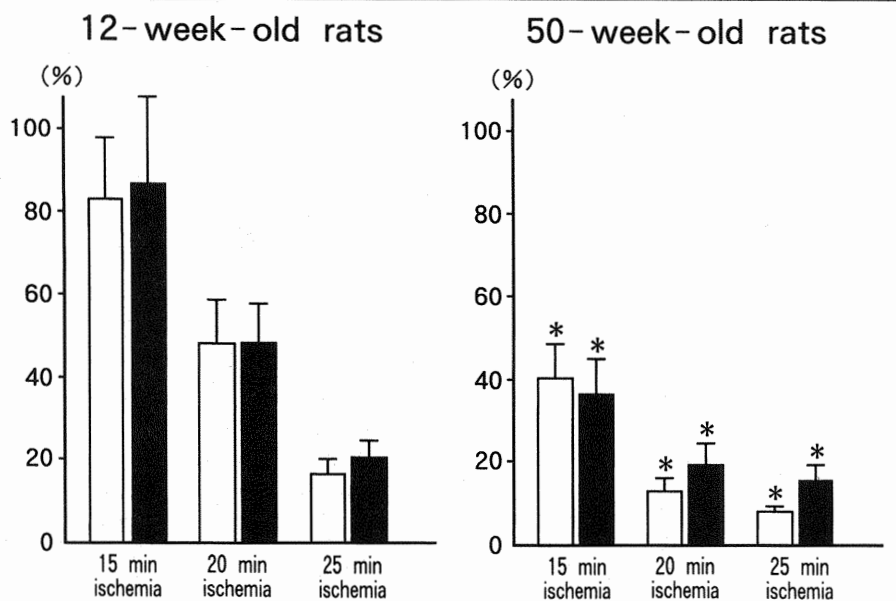 12-week-old rats
(%)
100
80
60
40
20
0
15 min
ischemia
20 min
ischemia
25 min
ischemia
50-week-old rats
(%)
100
80
60
40
20
0
*
*
*
*
*
*
15 min
ischemia
20 min
ischemia
25 min
ischemia